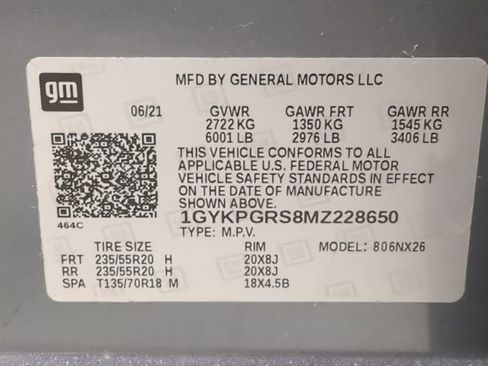 gm
MFD BY GENERAL MOTORS LLC
06/21 GVWR GAWR FRT GAWR RR
2722 KG 1350 KG 1545 KG
6001 LB 2976 LB 3406 LB
THIS VEHICLE CONFORMS TO ALL
APPLICABLE U.S. FEDERAL MOTOR
VEHICLE SAFETY STANDARDS IN EFFECT
ON THE DATE OF MANUFACTURE
SHOWN ABOVE.
464C
1GYKPGRS8MZ228650
TYPE: M.P.V.
TIRE SIZE RIM MODEL: 806NX26
FRT 235/55R20 H 20X8J
RR 235/55R20 H 20X8J
SPA T135/70R18 M 18X4.5B